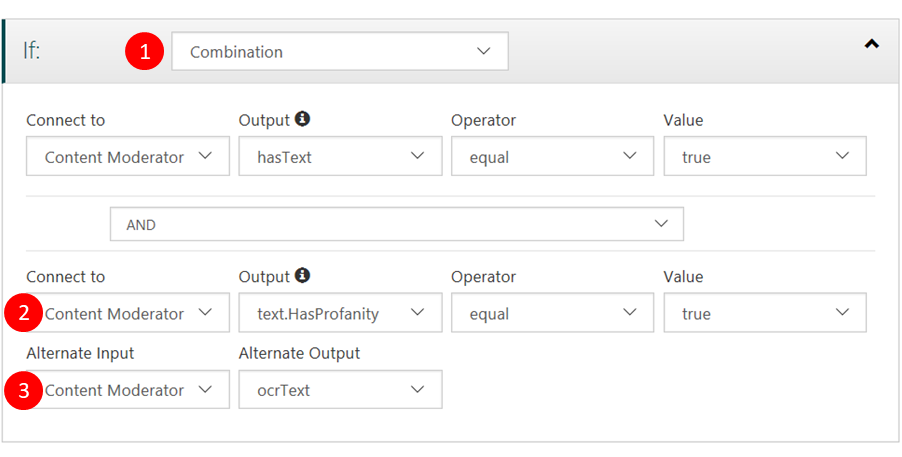 If: 1 Combination
Connect to Output Operator Value
Content Moderator hasText equal true
AND
Connect to Output Operator Value
2 Content Moderator text.HasProfanity equal true
Alternate Input Alternate Output
3 Content Moderator ocrText